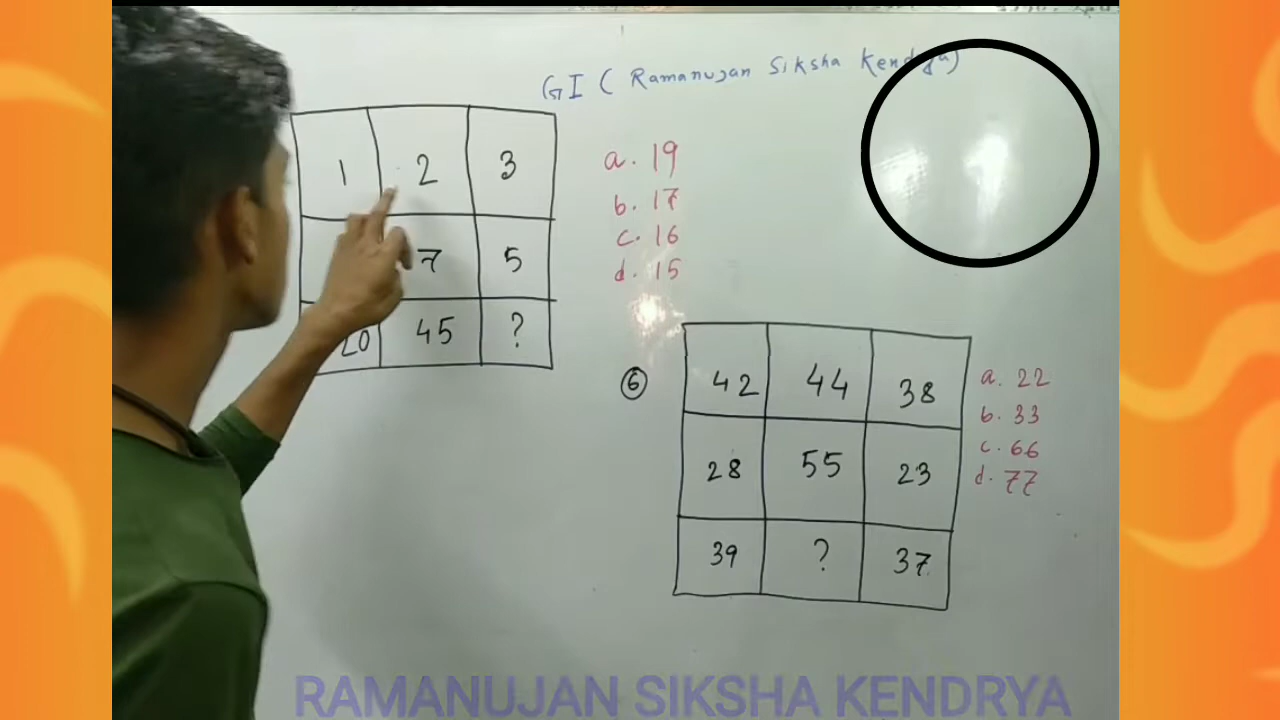 GI ( Ramanujan Siksha Kendrya)
1 2 3
7 5
20 45 ?
a. 19
b. 17
c. 16
d. 15
6
42 44 38
28 55 23
39 ? 37
a. 22
b. 33
c. 66
d. 77
RAMANUJAN SIKSHA KENDRYA